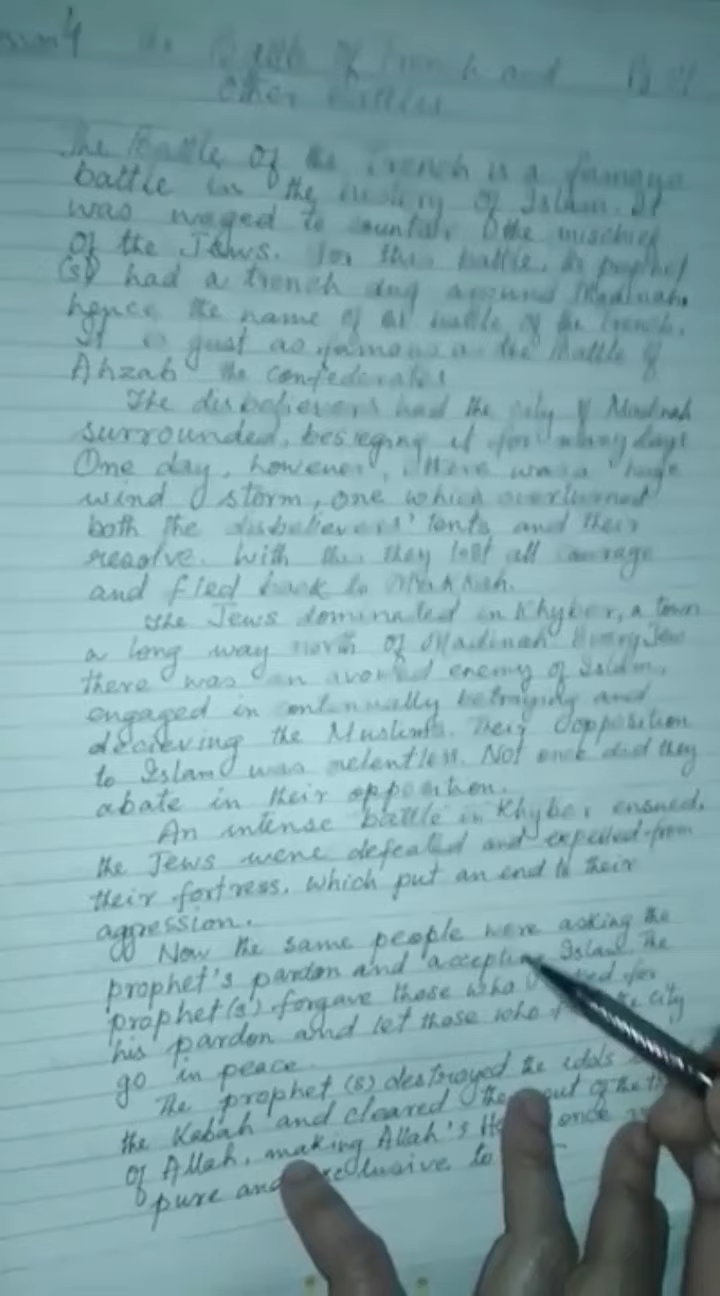 The Battle of Trench and
Other Battles
The Battle Of the Trench is a famous
battle in the history of Islam. It
was waged to counter the mischief
Of the Jews. for this battle, the prophet
(s) had a trench dug around Madinah,
hence the name of battle of the Trench.
It is just as famous as the Battle of
Ahzab the confederates
The disbelievers had the city of Madinah
surrounded, besieging it for many days
One day, however, there was a huge
wind storm, one which overturned
both the disbelievers' tents and their
resolve. With this they lost all courage
and fled back to Makkah.
The Jews dominated in Khyber, a town
a long way north of Madinah. Every Jew
there was an avowed enemy of Islam,
engaged in continually betraying and
decieving the Muslims. Their Opposition
to Islam was relentless. Not once did they
abate in their opposition.
An intense battle in Khyber ensued,
the Jews were defeated and expelled from
their fortress, which put an end to their
aggression.
Now the same people were asking the
prophet's pardon and accepting Islam. The
prophet (s) forgave those who for
his pardon and let those who the city
go in peace.
The prophet (s) destroyed the idols
the Kabah and cleared the out of the
of Allah, making Allah's once
pure and exclusive to